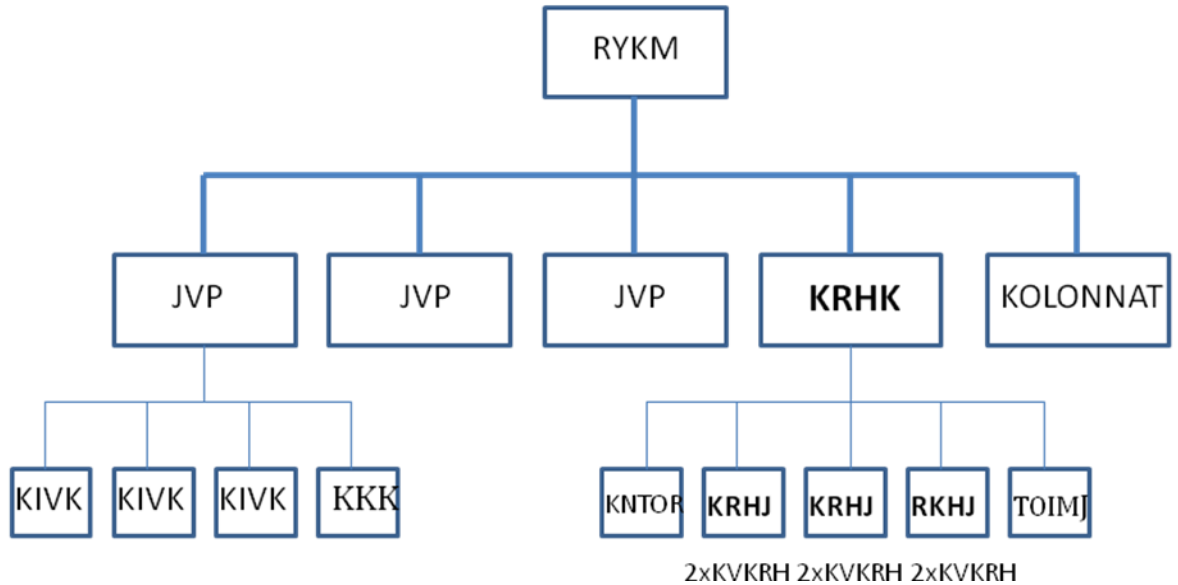 RYKM
JVP JVP JVP KRHK KOLONNAT
KIVK KIVK KIVK KKK KNTOR KRHJ KRHJ RKHJ TOIMJ
2xKVKRH 2xKVKRH 2xKVKRH